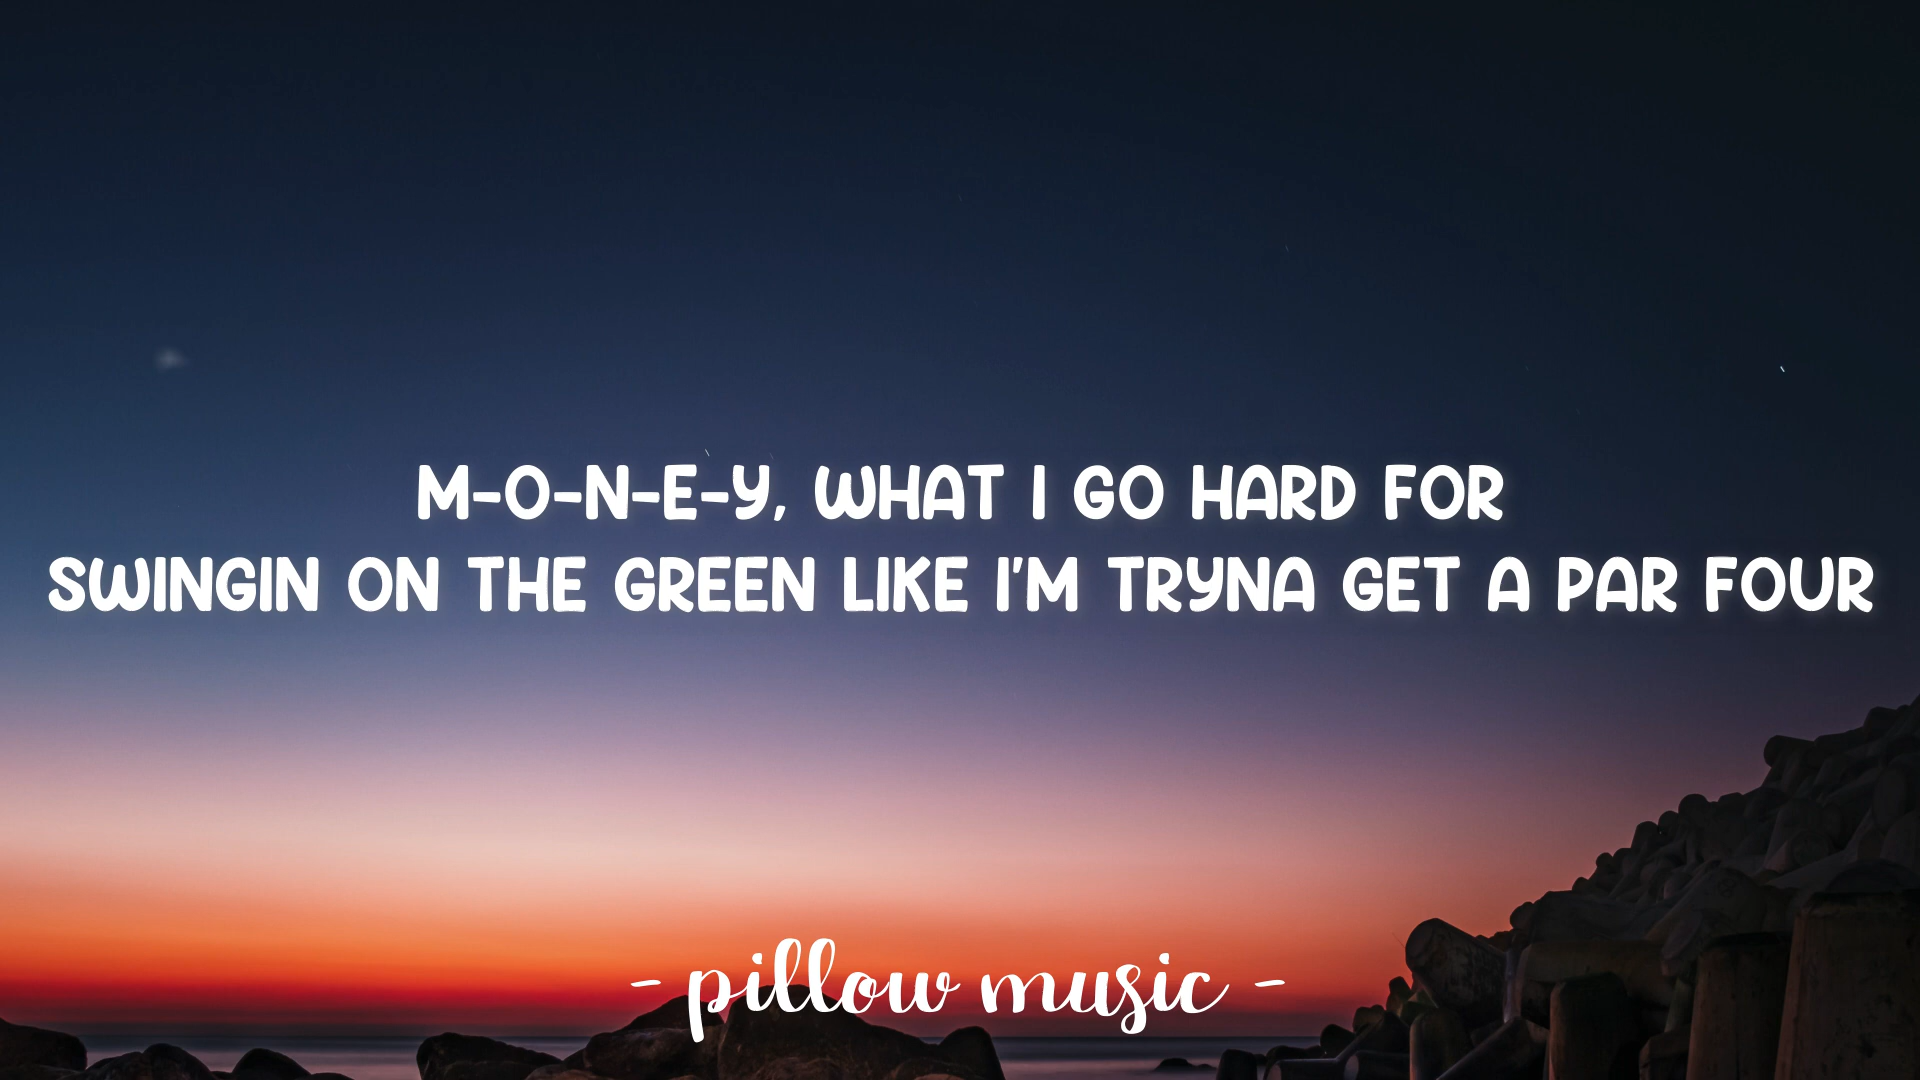 M-O-N-E-Y, WHAT I GO HARD FOR
SWINGIN ON THE GREEN LIKE I'M TRYNA GET A PAR FOUR
- pillow music -